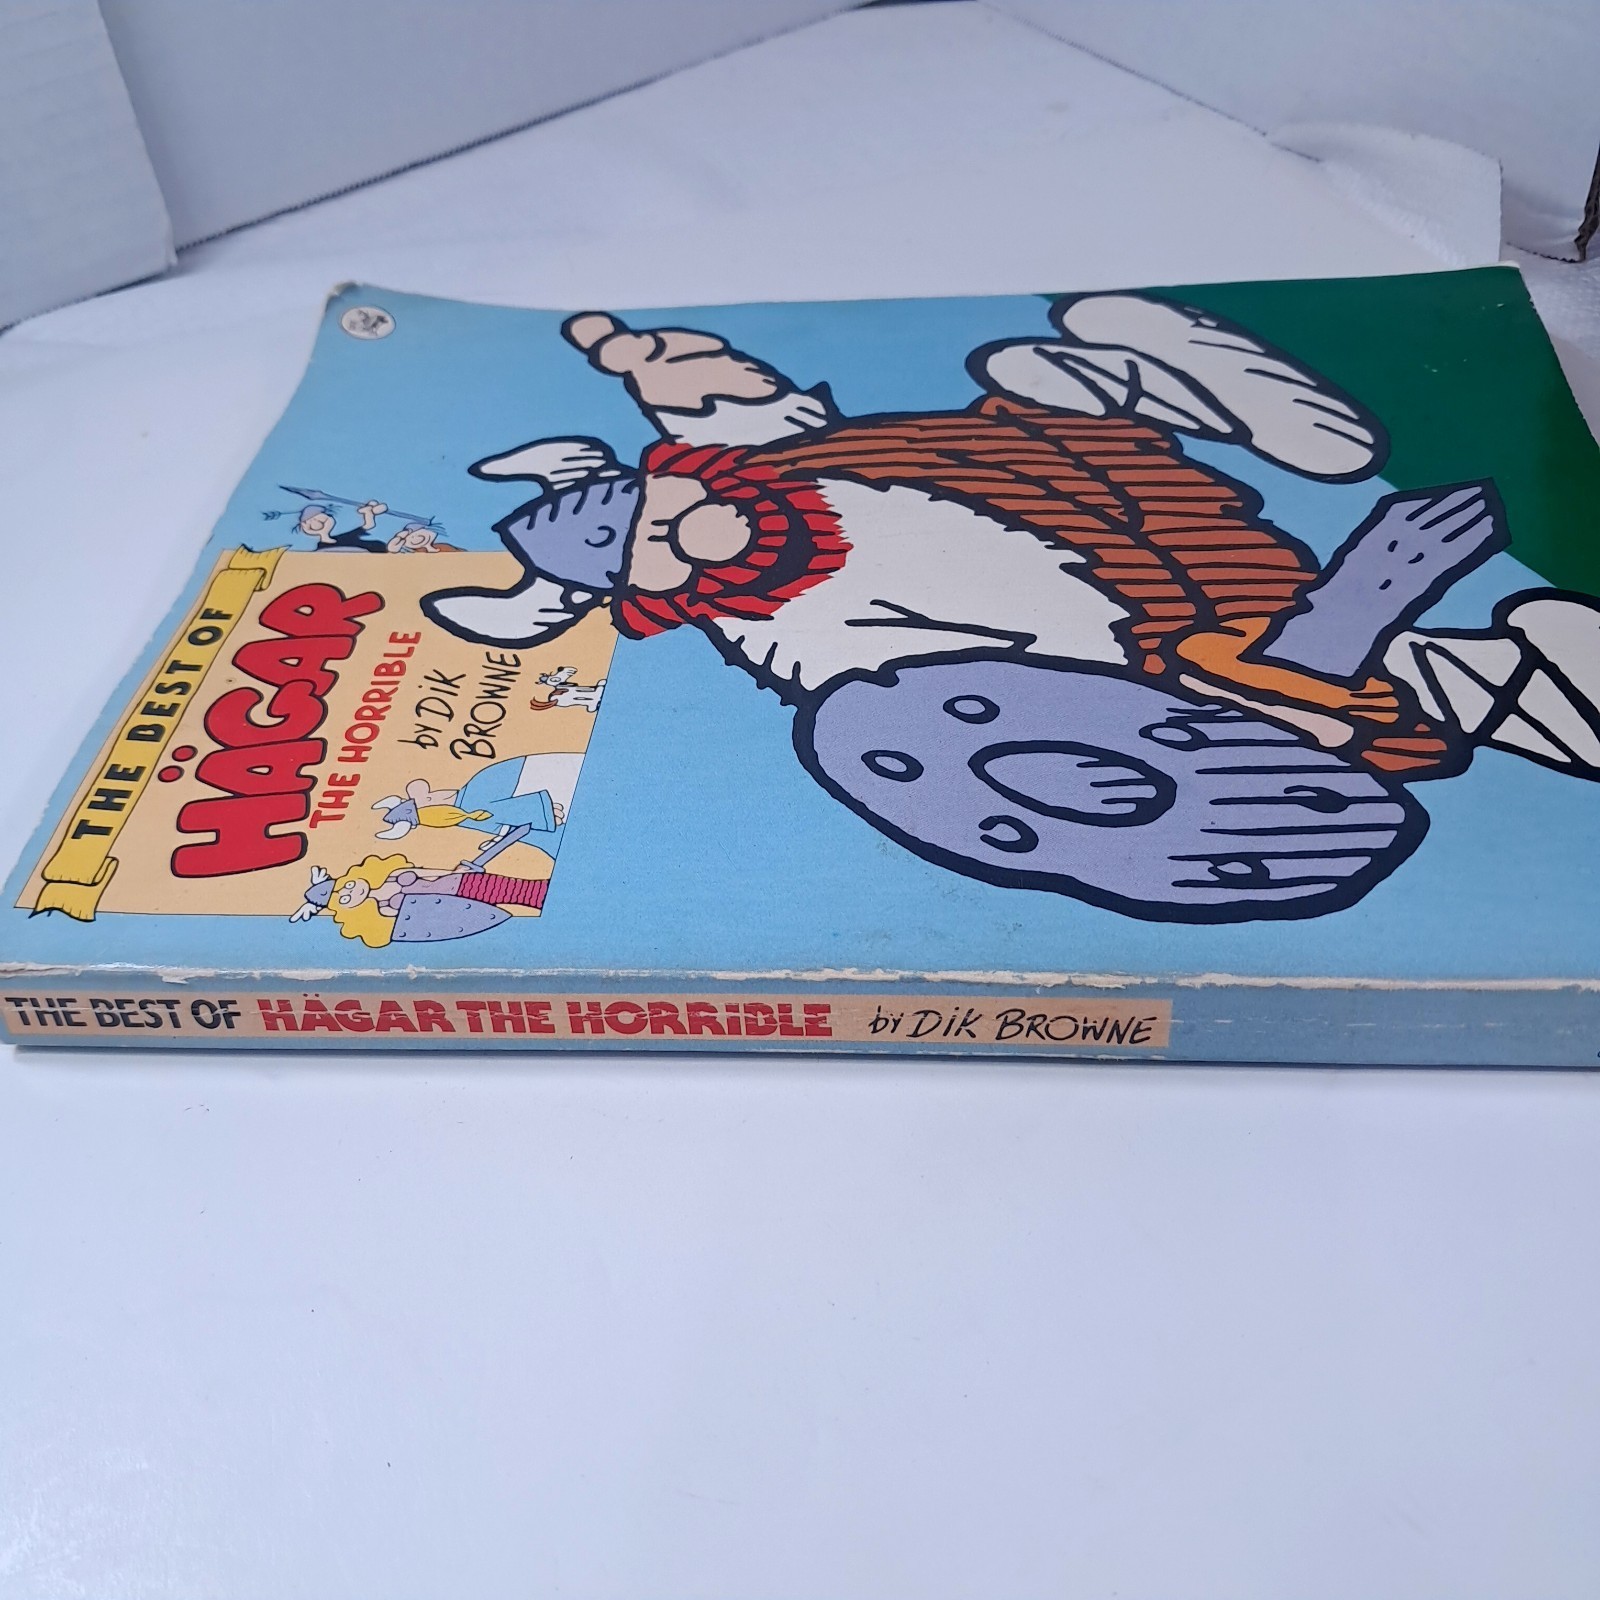 THE BEST OF
HÄGAR
THE HORRIBLE
by DiK
BROWNE
THE BEST OF HÄGAR THE HORRIBLE by DiK BROWNE